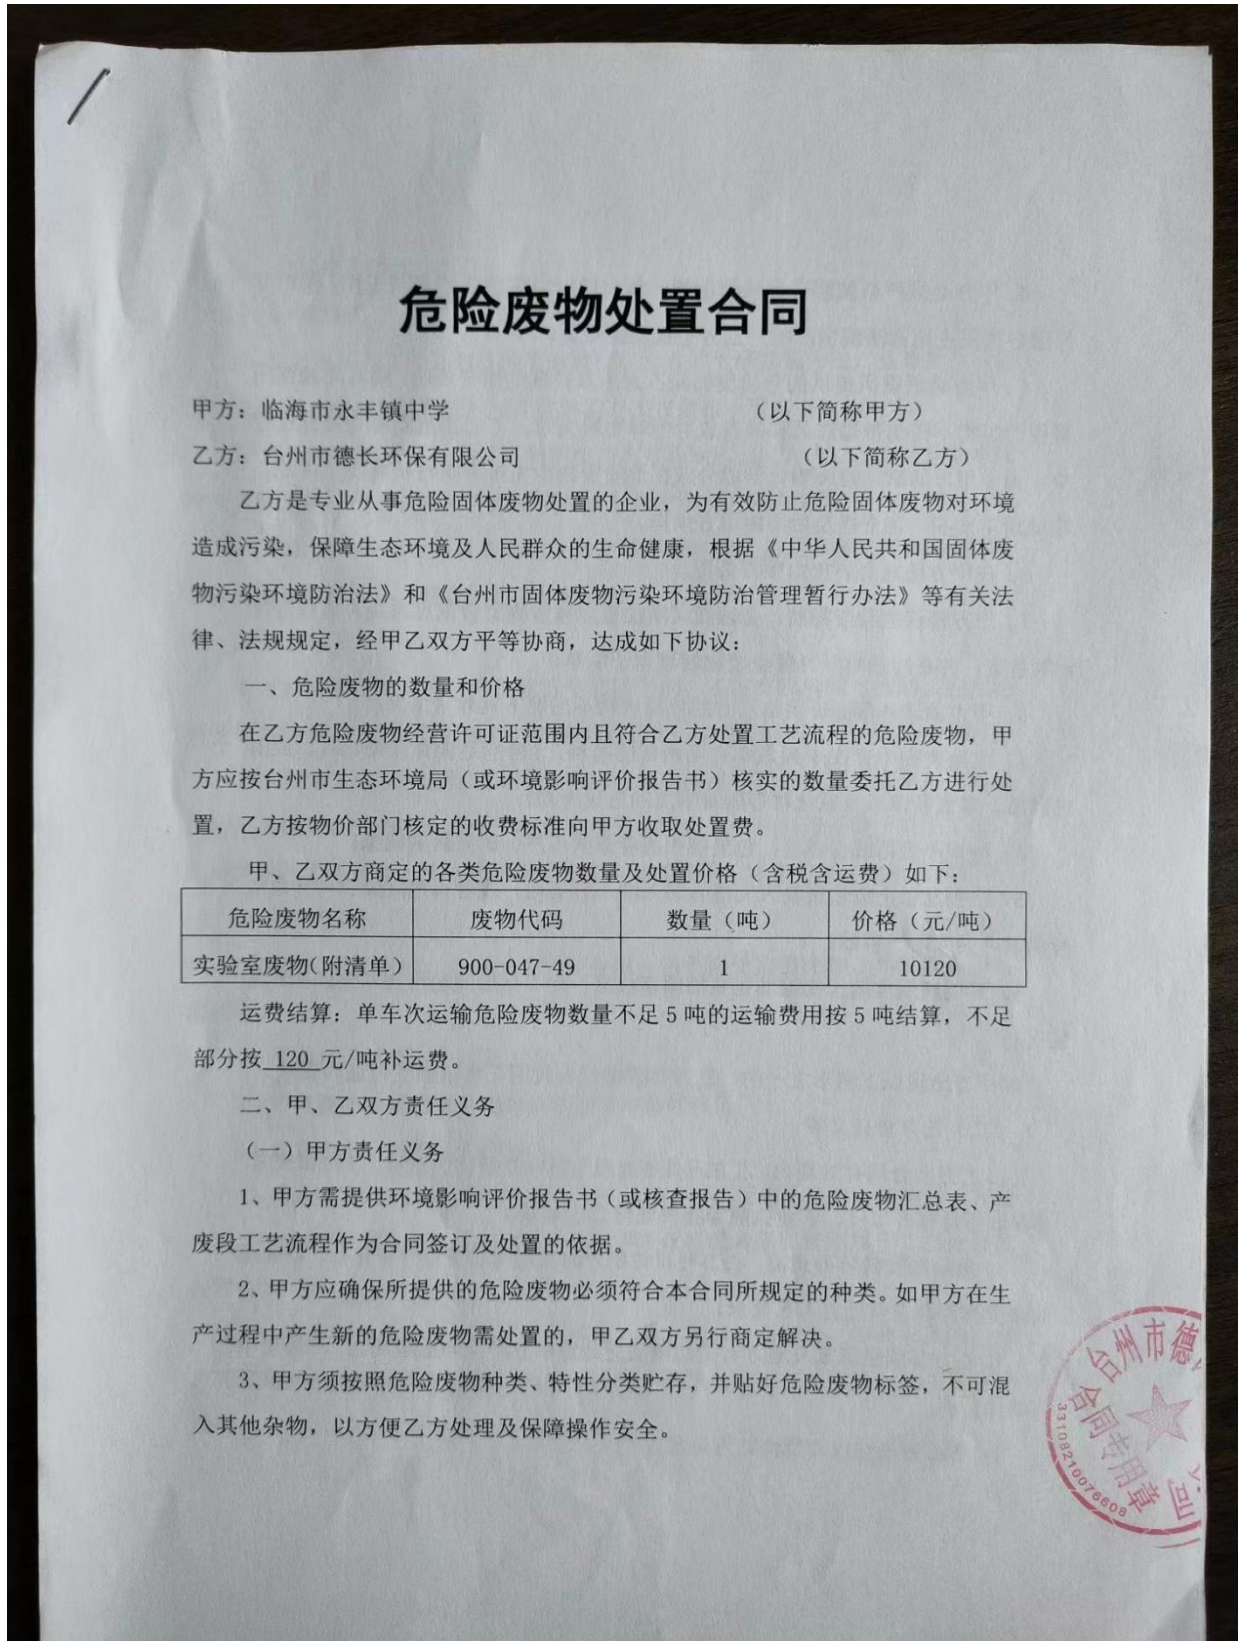 危险废物处置合同
甲方：临海市永丰镇中学 （以下简称甲方）
乙方：台州市德长环保有限公司 （以下简称乙方）
乙方是专业从事危险固体废物处置的企业，为有效防止危险固体废物对环境
造成污染，保障生态环境及人民群众的生命健康，根据《中华人民共和国固体废
物污染环境防治法》和《台州市固体废物污染环境防治管理暂行办法》等有关法
律、法规规定，经甲乙双方平等协商，达成如下协议：
一、危险废物的数量和价格
在乙方危险废物经营许可证范围内且符合乙方处置工艺流程的危险废物，甲
方应按台州市生态环境局（或环境影响评价报告书）核实的数量委托乙方进行处
置，乙方按物价部门核定的收费标准向甲方收取处置费。
甲、乙双方商定的各类危险废物数量及处置价格（含税含运费）如下：
危险废物名称 废物代码 数量（吨） 价格（元/吨）
实验室废物（附清单） 900-047-49 1 10120
运费结算：单车次运输危险废物数量不足 5 吨的运输费用按 5 吨结算，不足
部分按 120 元/吨补运费。
二、甲、乙双方责任义务
（一）甲方责任义务
1、甲方需提供环境影响评价报告书（或核查报告）中的危险废物汇总表、产
废段工艺流程作为合同签订及处置的依据。
2、甲方应确保所提供的危险废物必须符合本合同所规定的种类。如甲方在生
产过程中产生新的危险废物需处置的，甲乙双方另行商定解决。
3、甲方须按照危险废物种类、特性分类贮存，并贴好危险废物标签，不可混
入其他杂物，以方便乙方处理及保障操作安全。
台州市德
司
合同专用章
33108210076608